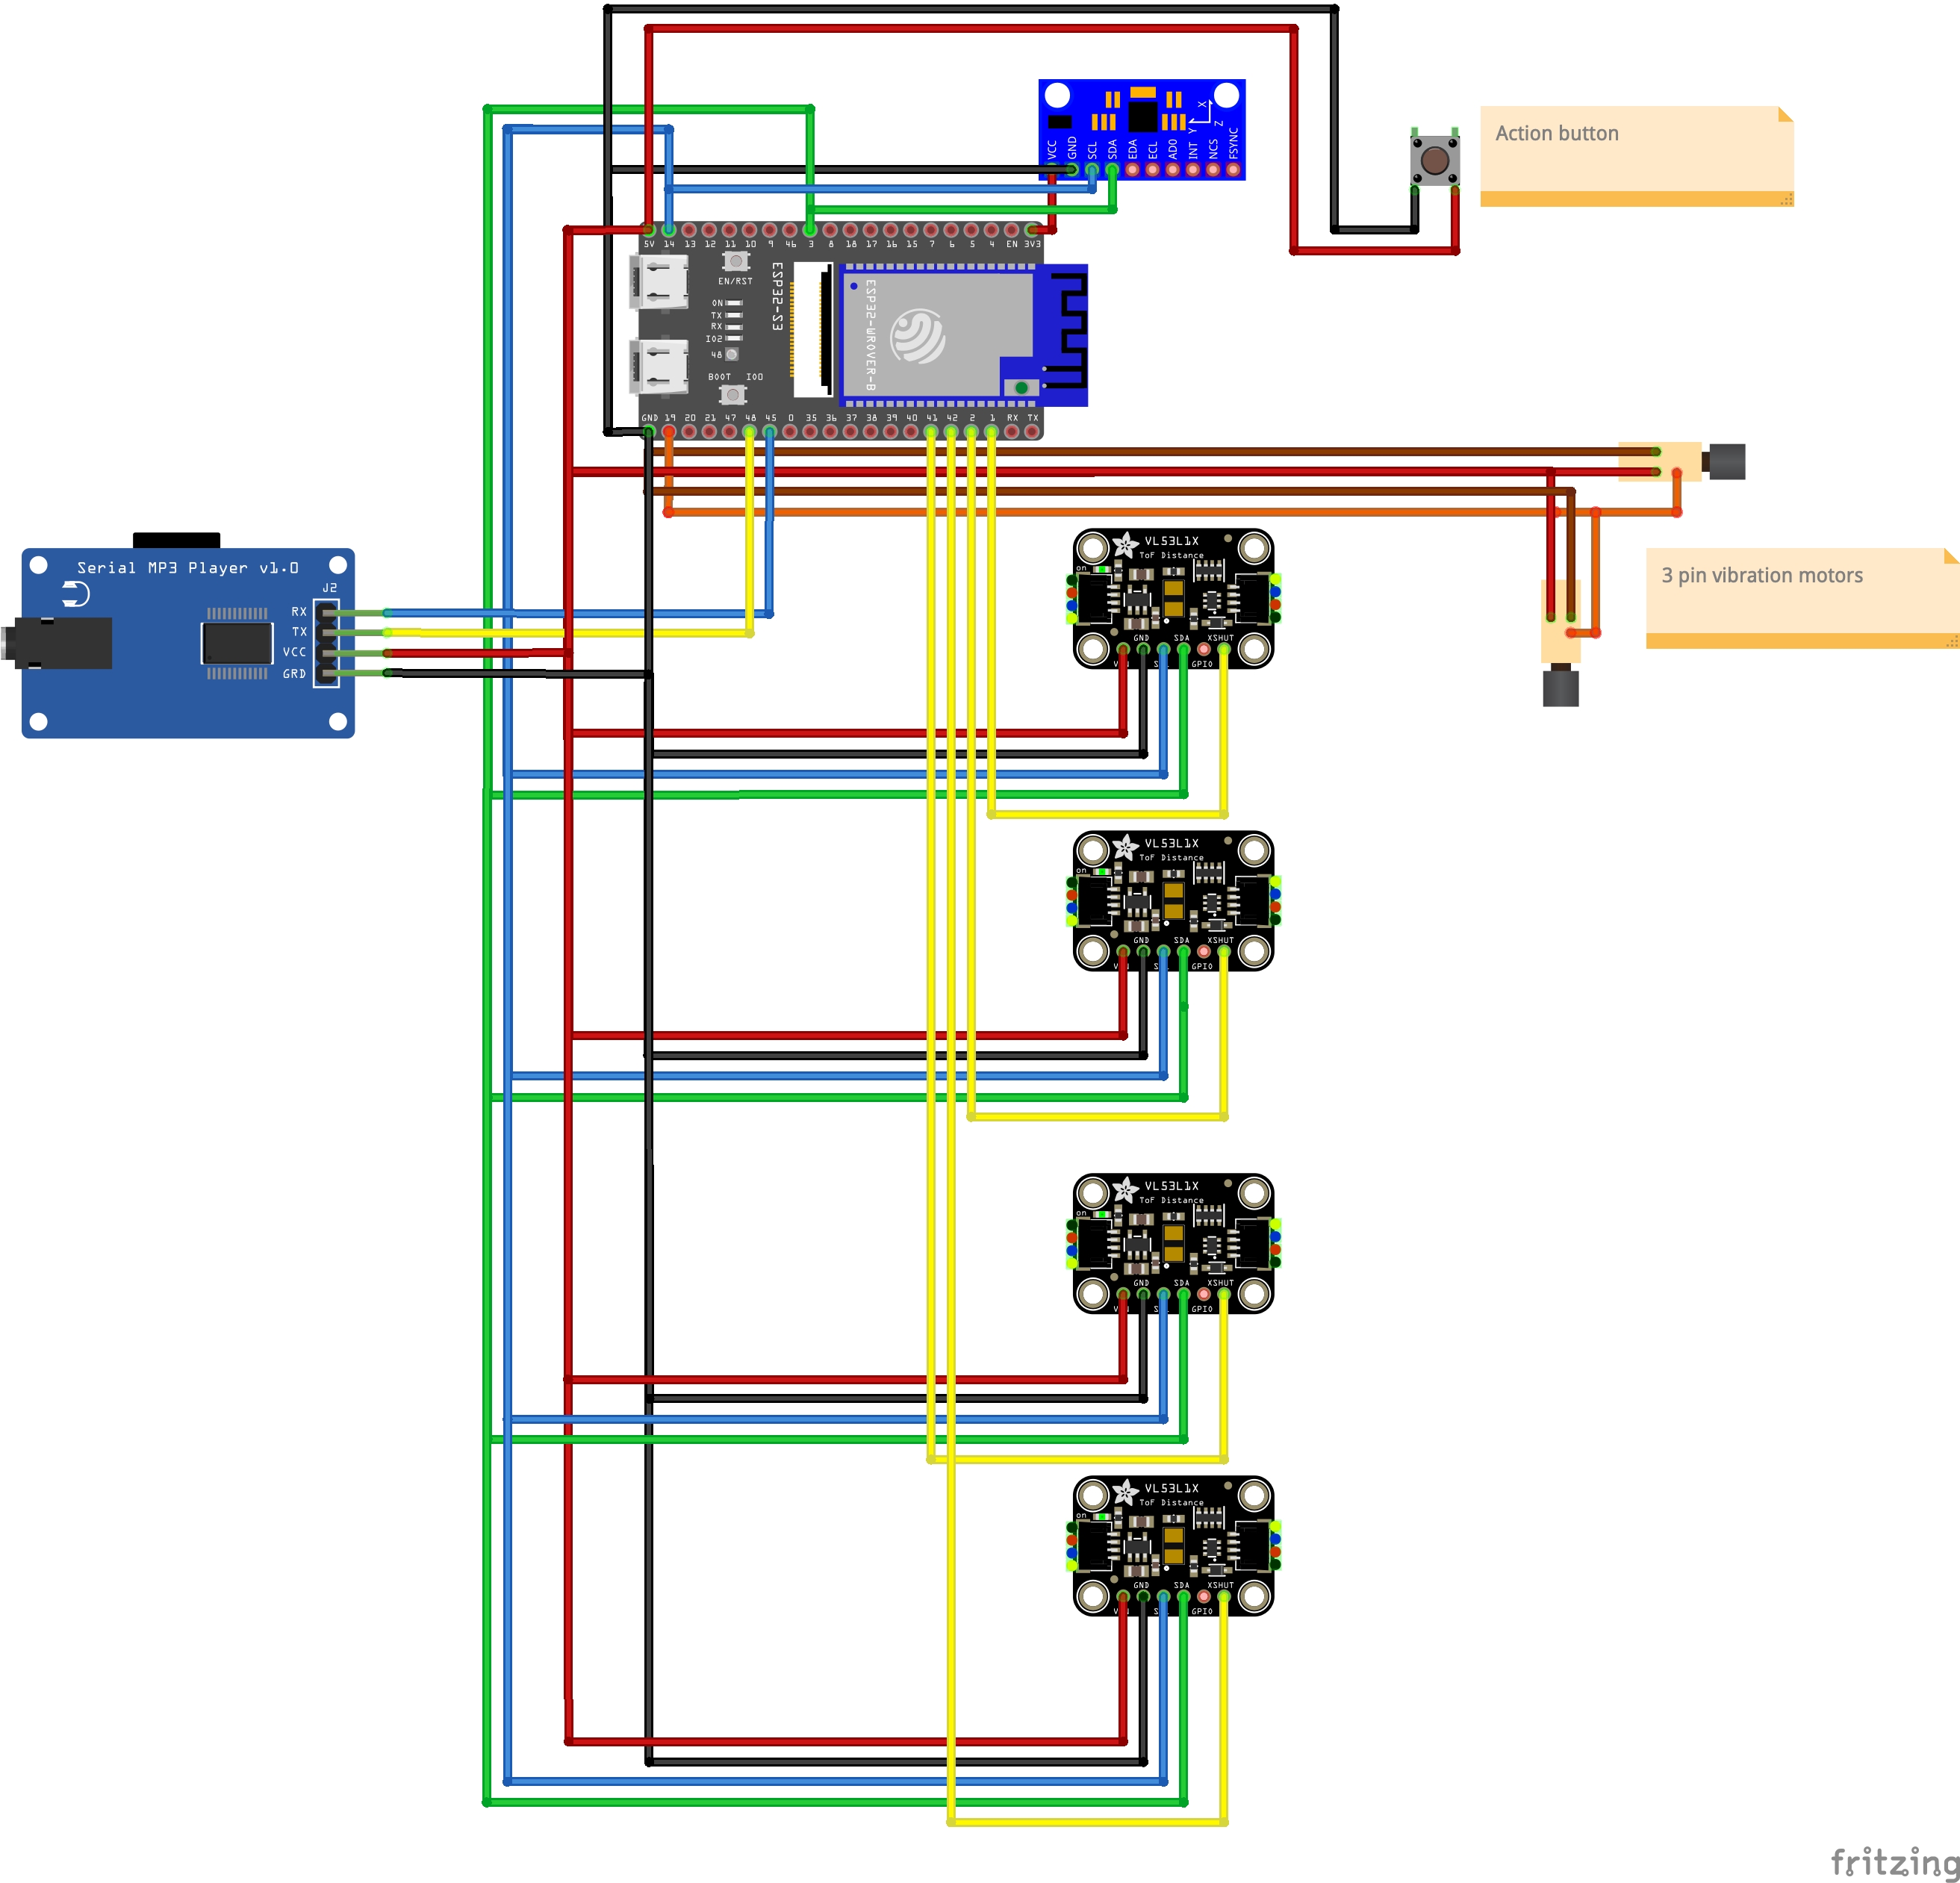 Action button
VCC GND SCL SDA EDA ECL ADO INT NCS FSYNC
X Y Z
5V 14 13 12 11 10 9 46 3 8 18 17 16 15 7 6 5 4 EN 3V3
EN/RST
ESP32-S3
ON
TX
RX
IO2
48
BOOT IO0
ESP32-WROVER-B
GND 19 20 21 47 48 45 0 35 36 37 38 39 40 41 42 2 1 RX TX
Serial MP3 Player v1.0
J2
RX
TX
VCC
GRD
3 pin vibration motors
VL53L1X
ToF Distance
on
GND SDA XSHUT
GPIO
VL53L1X
ToF Distance
on
GND SDA XSHUT
GPIO
VL53L1X
ToF Distance
on
GND SDA XSHUT
GPIO
VL53L1X
ToF Distance
on
GND SDA XSHUT
GPIO
fritzing